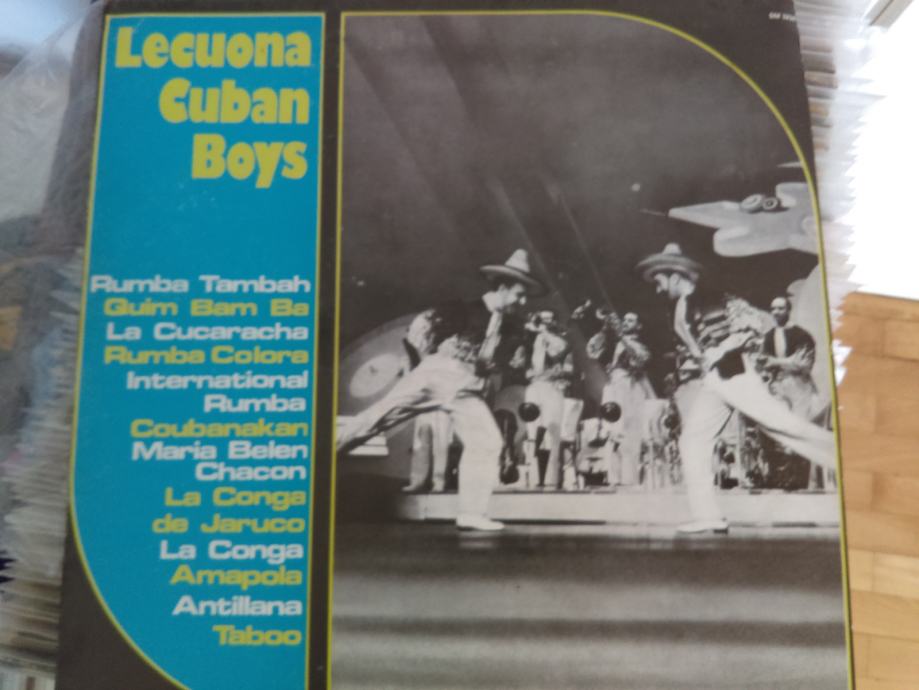 Lecuona
Cuban
Boys
Rumba Tambah
Quim Bam Ba
La Cucaracha
Rumba Colora
International
Rumba
Coubanakan
Maria Belen
Chacon
La Conga
de Jaruco
La Conga
Amapola
Antillana
Taboo